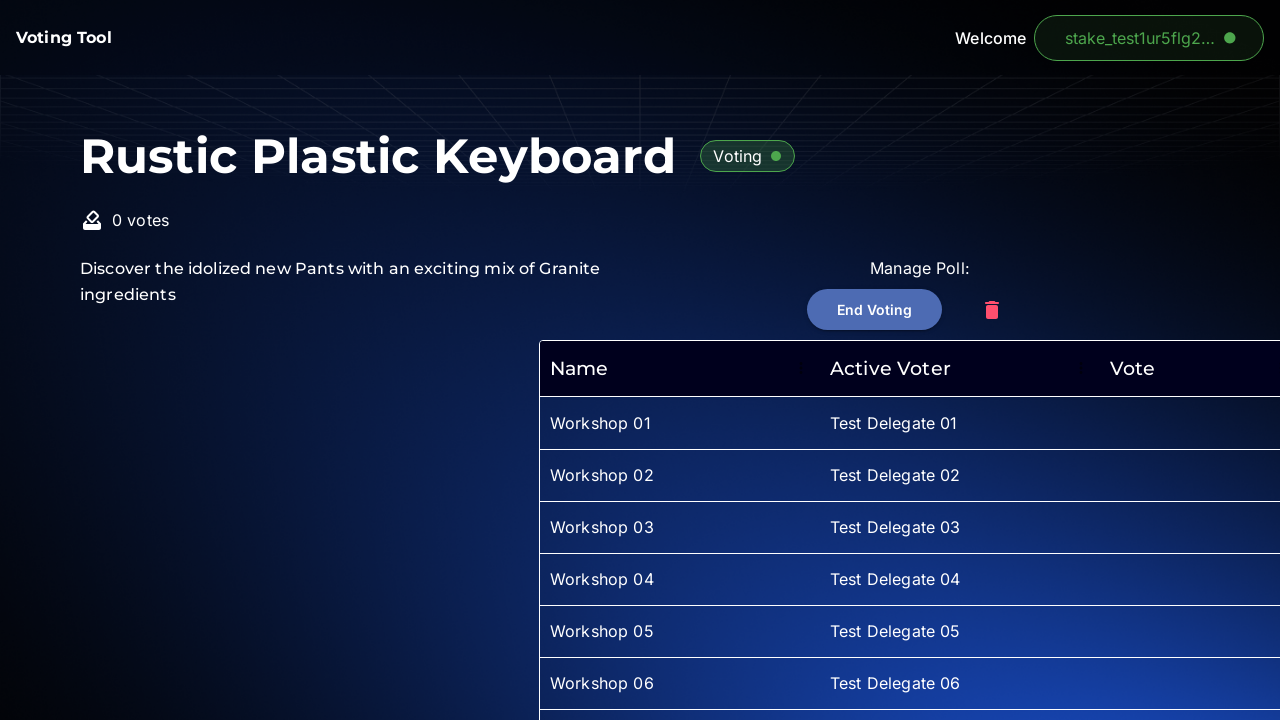 Voting Tool
Welcome
stake_test1ur5flg2...
Rustic Plastic Keyboard
Voting
0 votes
Discover the idolized new Pants with an exciting mix of Granite
ingredients
Manage Poll:
End Voting
Name Active Voter Vote
Workshop 01 Test Delegate 01
Workshop 02 Test Delegate 02
Workshop 03 Test Delegate 03
Workshop 04 Test Delegate 04
Workshop 05 Test Delegate 05
Workshop 06 Test Delegate 06